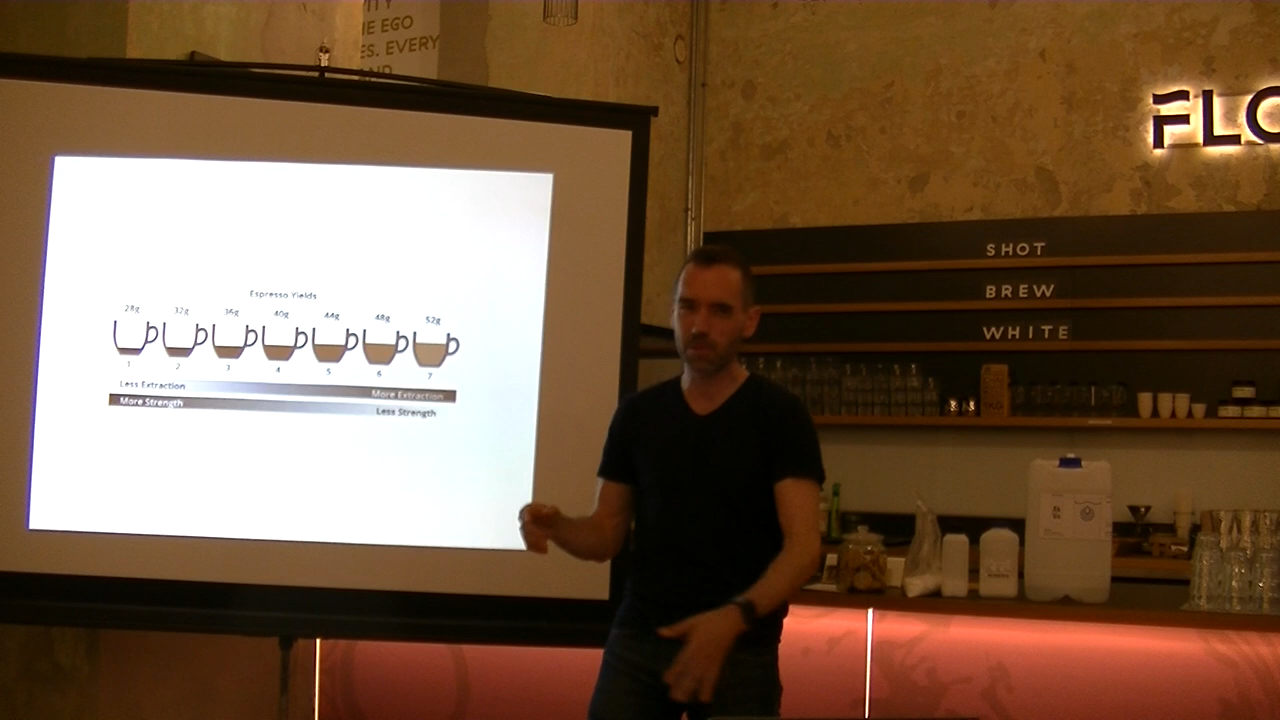 E EGO
ES. EVERY
AND
FLO
SHOT
BREW
WHITE
Espresso Yields
28g 32g 36g 40g 44g 48g 52g
1 2 3 4 5 6 7
Less Extraction More Extraction
More Strength Less Strength